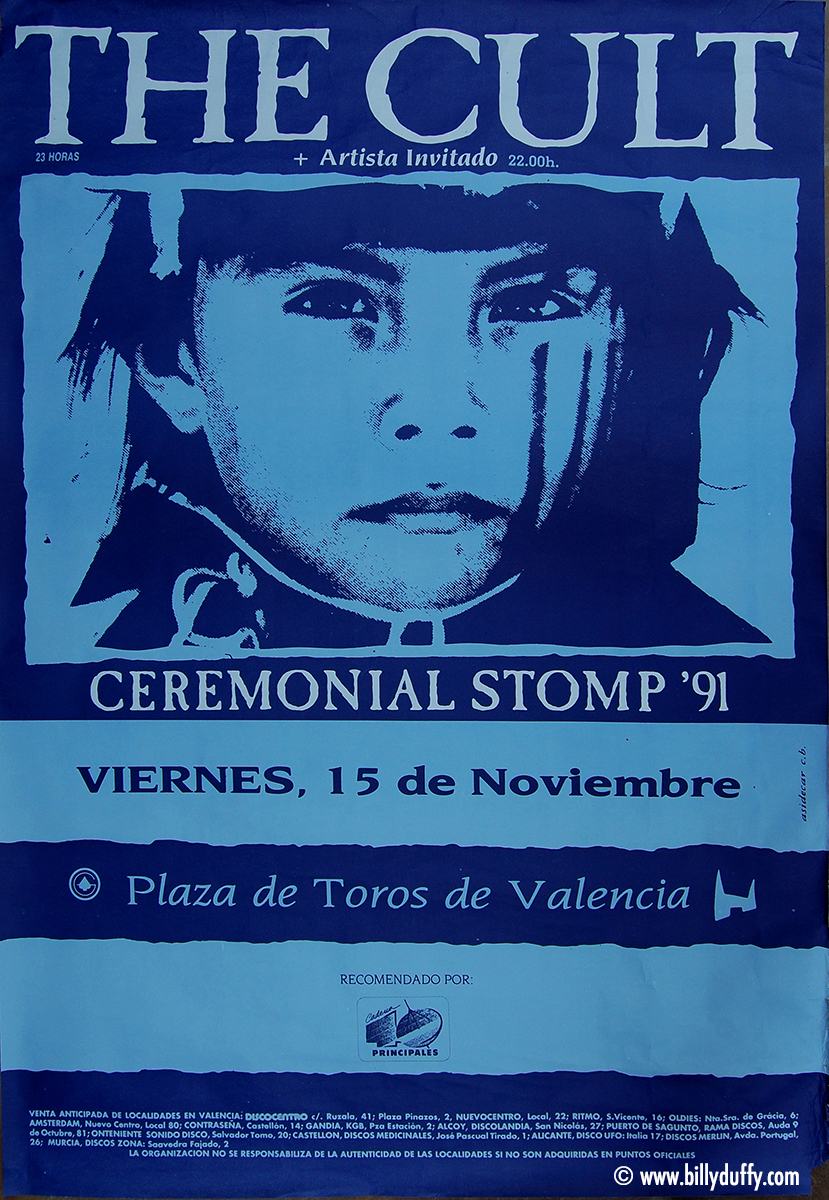 THE CULT
23 HORAS
+ Artista Invitado 22.00h.
CEREMONIAL STOMP '91
VIERNES, 15 de Noviembre
asidecar c.b.
Plaza de Toros de Valencia
RECOMENDADO POR:
Cadena
40
PRINCIPALES
VENTA ANTICIPADA DE LOCALIDADES EN VALENCIA: DISCOCENTRO c/. Ruzala, 41; Plaza Pinazos, 2, NUEVOCENTRO, Local, 22; RITMO, S.Vicente, 16; OLDIES: Nta.Sra. de Grácia, 6;
AMSTERDAM, Nuevo Centro, Local 80; CONTRASEÑA, Castellón, 14; GANDIA, KGB, Pza Estación, 2; ALCOY, DISCOLANDIA, San Nicolás, 27; PUERTO DE SAGUNTO, RAMA DISCOS, Auda 9
de Octubre, 81; ONTENIENTE SONIDO DISCO, Salvador Tomo, 20; CASTELLON, DISCOS MEDICINALES, José Pascual Tirado, 1; ALICANTE, DISCO UFO: Italia 17; DISCOS MERLIN, Avda. Portugal,
26; MURCIA, DISCOS ZONA: Saavedra Fajado, 2
LA ORGANIZACION NO SE RESPONSABILIZA DE LA AUTENTICIDAD DE LAS LOCALIDADES SI NO SON ADQUIRIDAS EN PUNTOS OFICIALES
© www.billyduffy.com